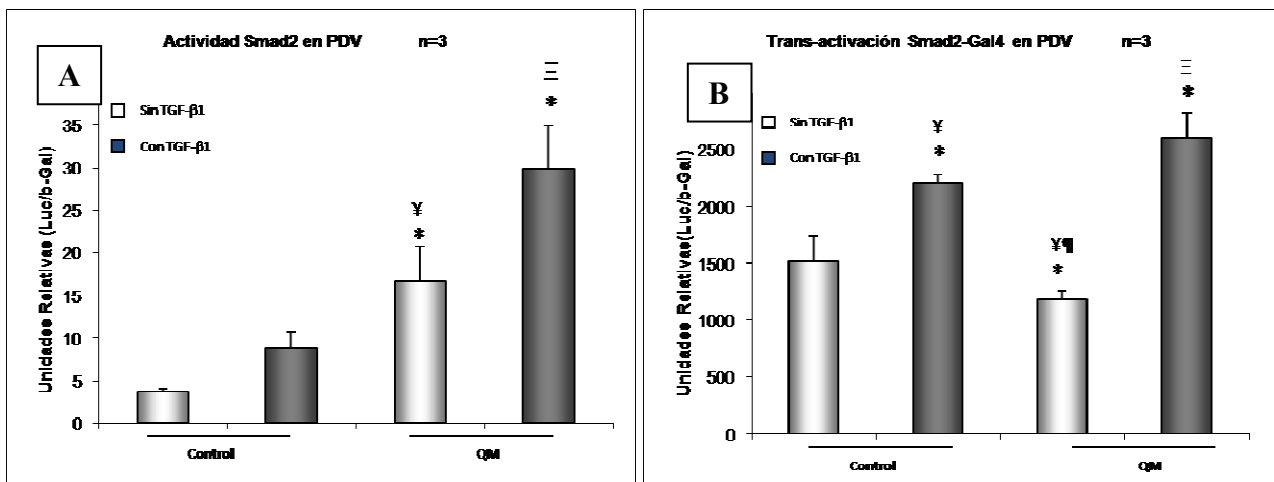 Actividad Smad2 en PDV n=3
A
Sin TGF-β1
Con TGF-β1
Unidades Relativas (Luc/b-Gal)
35
30
25
20
15
10
5
0
¥
*
Ξ
*
Control
QM
Trans-activación Smad2-Gal4 en PDV n=3
B
Sin TGF-β1
Con TGF-β1
Unidades Relativas(Luc/b-Gal)
2500
2000
1500
1000
500
0
¥
*
¥¶
*
Ξ
*
Control
QM